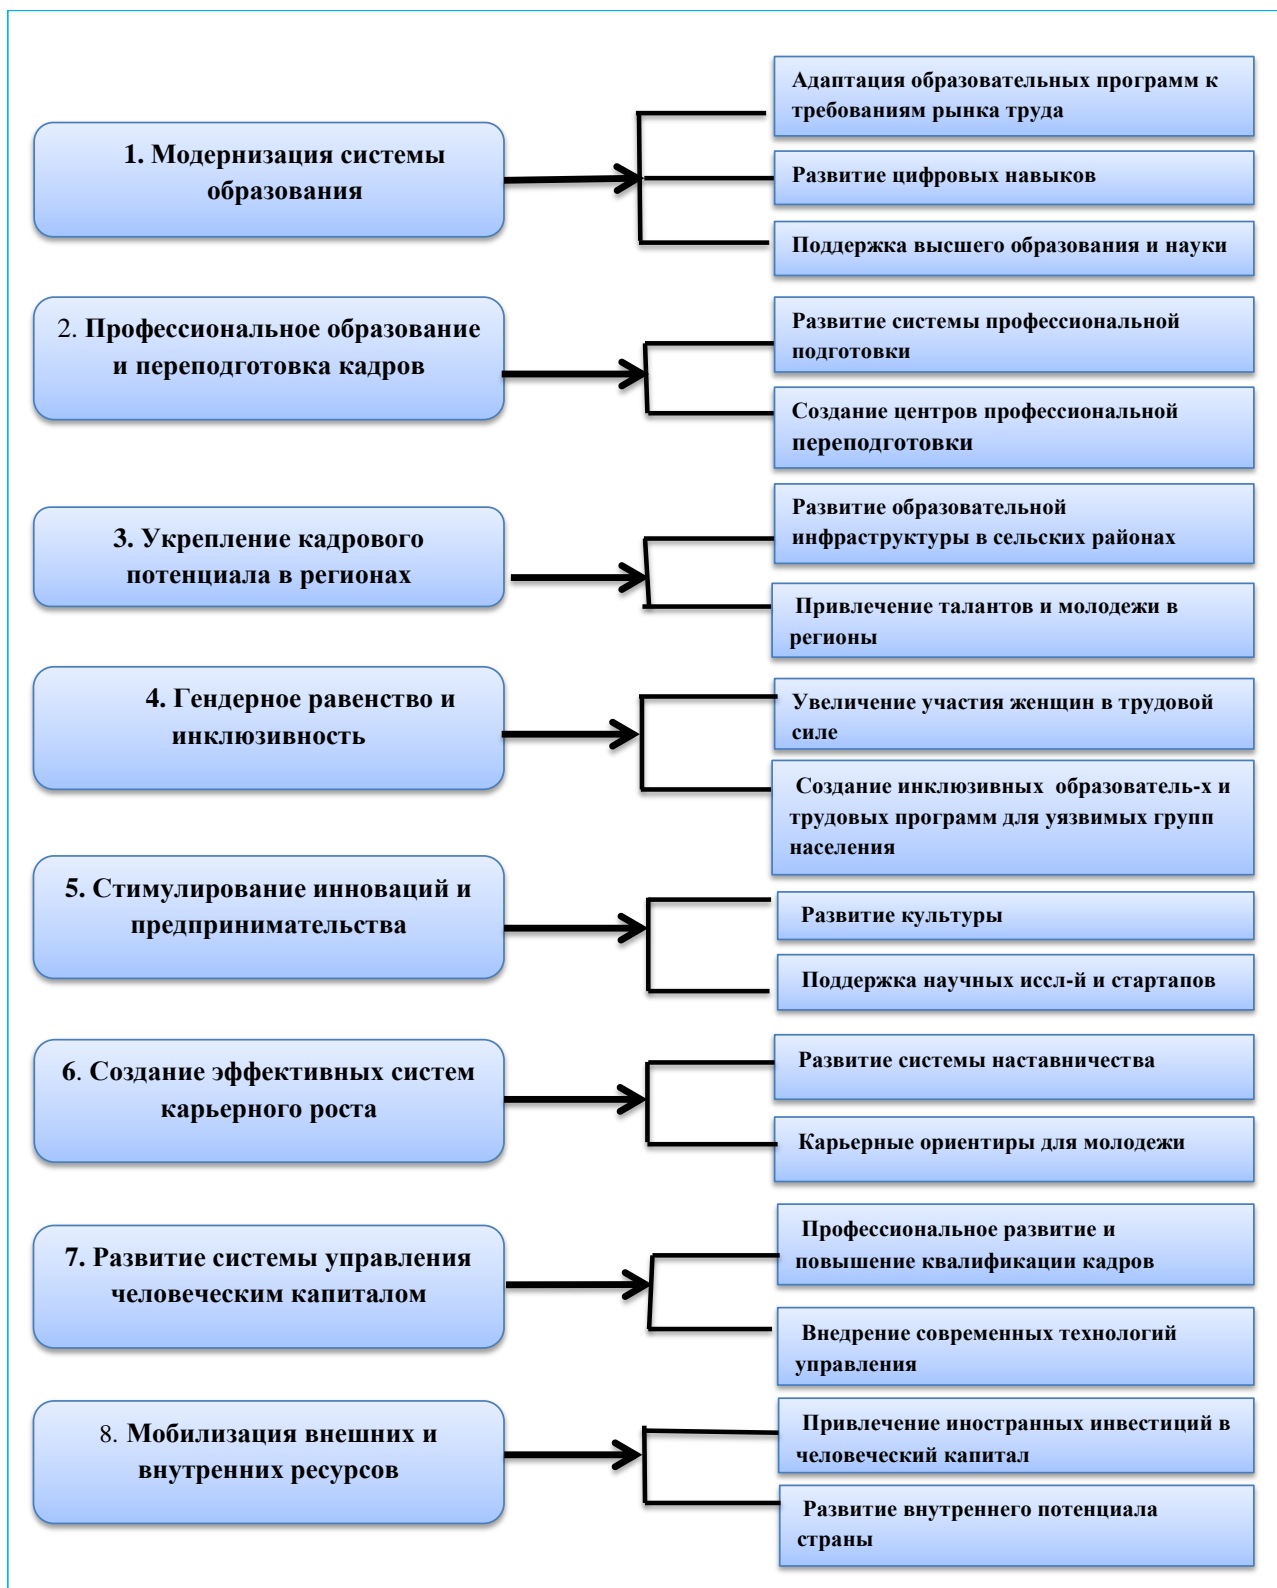 1. Модернизация системы
образования
Адаптация образовательных программ к
требованиям рынка труда
Развитие цифровых навыков
Поддержка высшего образования и науки
2. Профессиональное образование
и переподготовка кадров
Развитие системы профессиональной
подготовки
Создание центров профессиональной
переподготовки
3. Укрепление кадрового
потенциала в регионах
Развитие образовательной
инфраструктуры в сельских районах
Привлечение талантов и молодежи в
регионы
4. Гендерное равенство и
инклюзивность
Увеличение участия женщин в трудовой
силе
Создание инклюзивных образователь-х и
трудовых программ для уязвимых групп
населения
5. Стимулирование инноваций и
предпринимательства
Развитие культуры
Поддержка научных иссл-й и стартапов
6. Создание эффективных систем
карьерного роста
Развитие системы наставничества
Карьерные ориентиры для молодежи
7. Развитие системы управления
человеческим капиталом
Профессиональное развитие и
повышение квалификации кадров
Внедрение современных технологий
управления
8. Мобилизация внешних и
внутренних ресурсов
Привлечение иностранных инвестиций в
человеческий капитал
Развитие внутреннего потенциала
страны